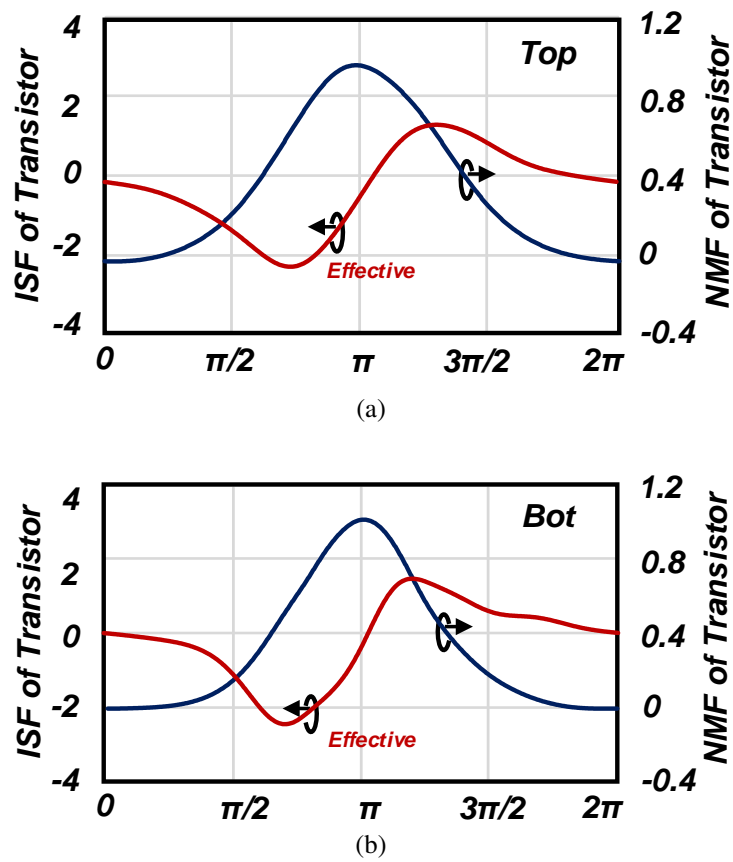 4
2
0
-2
-4
ISF of Transistor
Top
Effective
1.2
0.8
0.4
0
-0.4
NMF of Transistor
0 π/2 π 3π/2 2π
(a)
4
2
0
-2
-4
ISF of Transistor
Bot
Effective
1.2
0.8
0.4
0
-0.4
NMF of Transistor
0 π/2 π 3π/2 2π
(b)